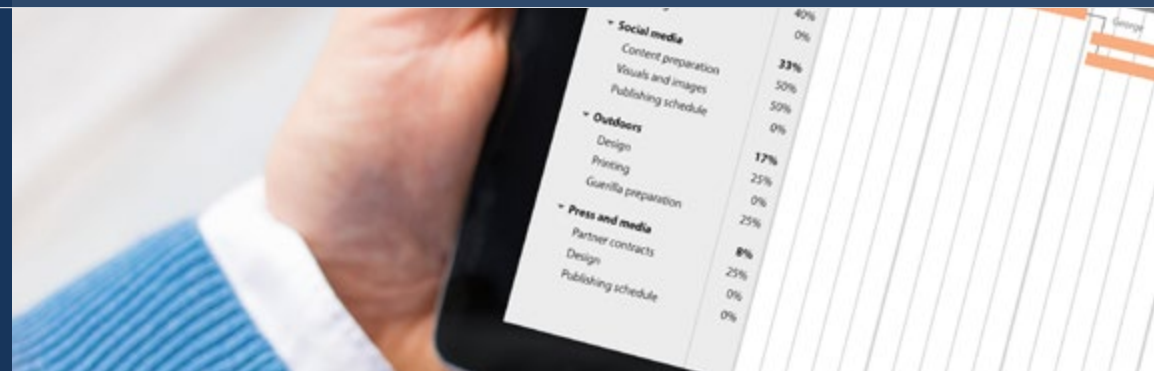 40%
0%
Social media 33%
Content preparation 50%
Visuals and images 50%
Publishing schedule 0%
Outdoors 17%
Design 25%
Printing 0%
Guerilla preparation 25%
Press and media 8%
Partner contracts 25%
Design 0%
Publishing schedule 0%
George